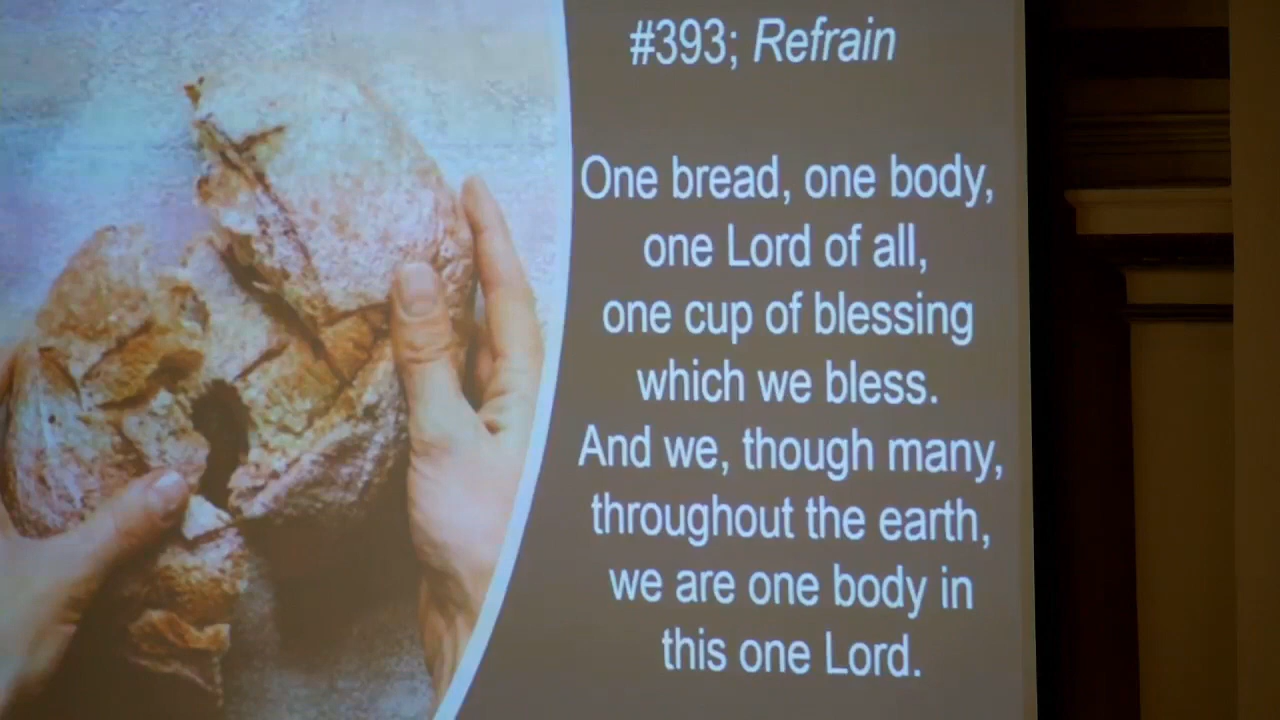 #393; Refrain
One bread, one body,
one Lord of all,
one cup of blessing
which we bless.
And we, though many,
throughout the earth,
we are one body in
this one Lord.